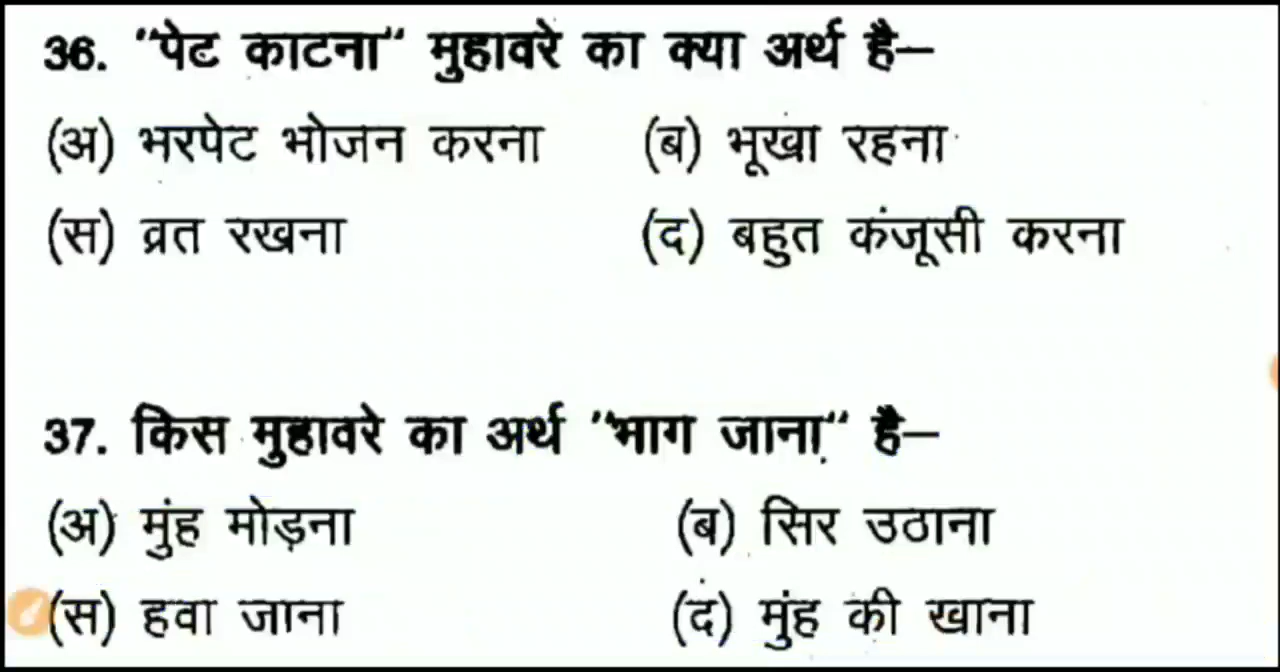 36. "पेट काटना" मुहावरे का क्या अर्थ है–
(अ) भरपेट भोजन करना (ब) भूखा रहना
(स) व्रत रखना (द) बहुत कंजूसी करना
37. किस मुहावरे का अर्थ "भाग जाना" है–
(अ) मुंह मोड़ना (ब) सिर उठाना
(स) हवा जाना (द) मुंह की खाना